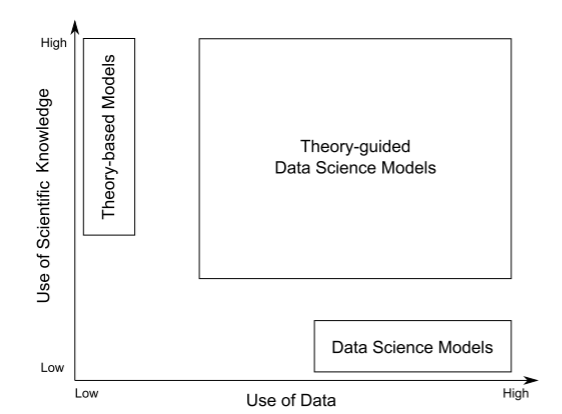 High
Use of Scientific Knowledge
Theory-based Models
Theory-guided
Data Science Models
Data Science Models
Low
Low
High
Use of Data